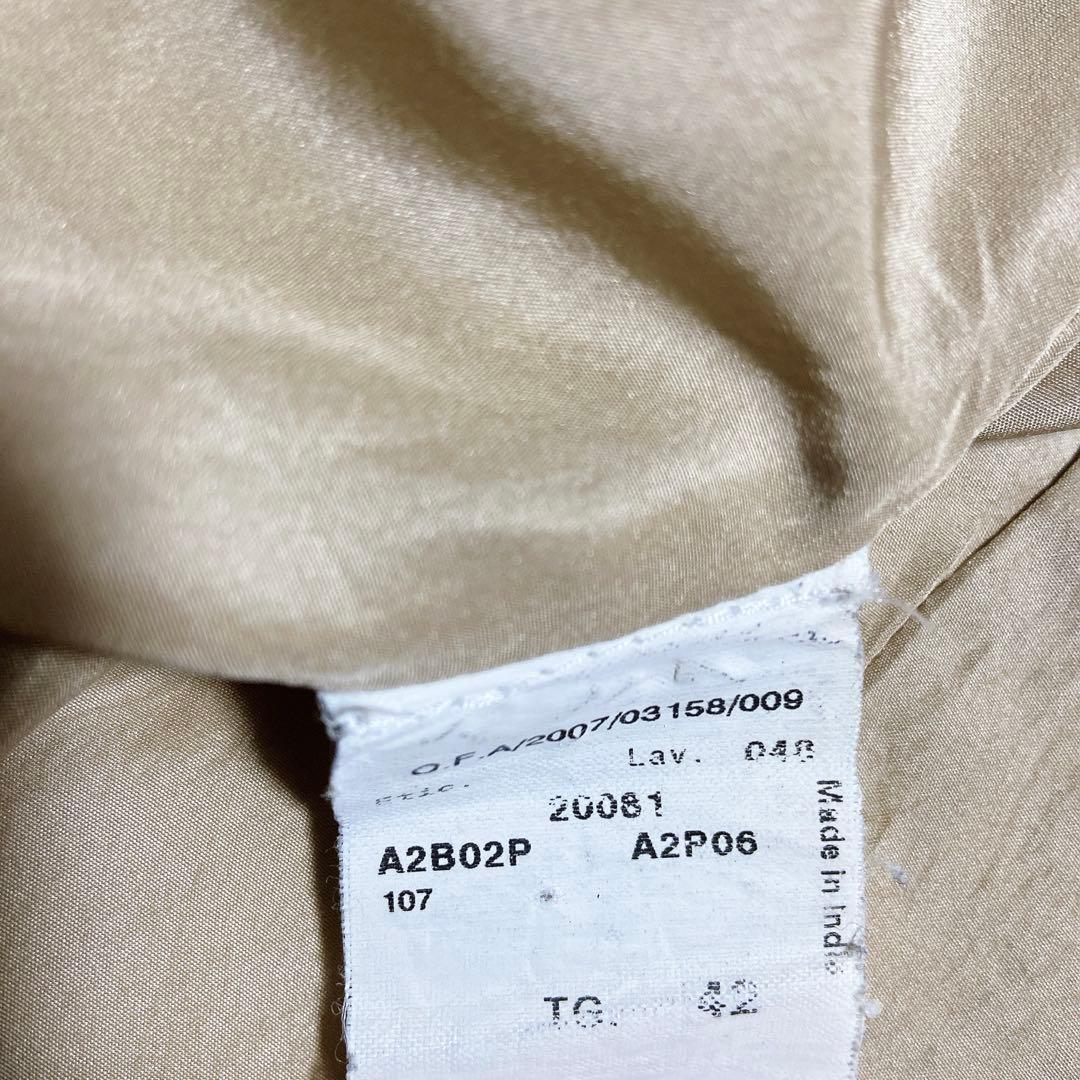 O.F.A/2007/03158/009
Lav. 048
20081
A2B02P A2P06
107
TG. 42
Made in India